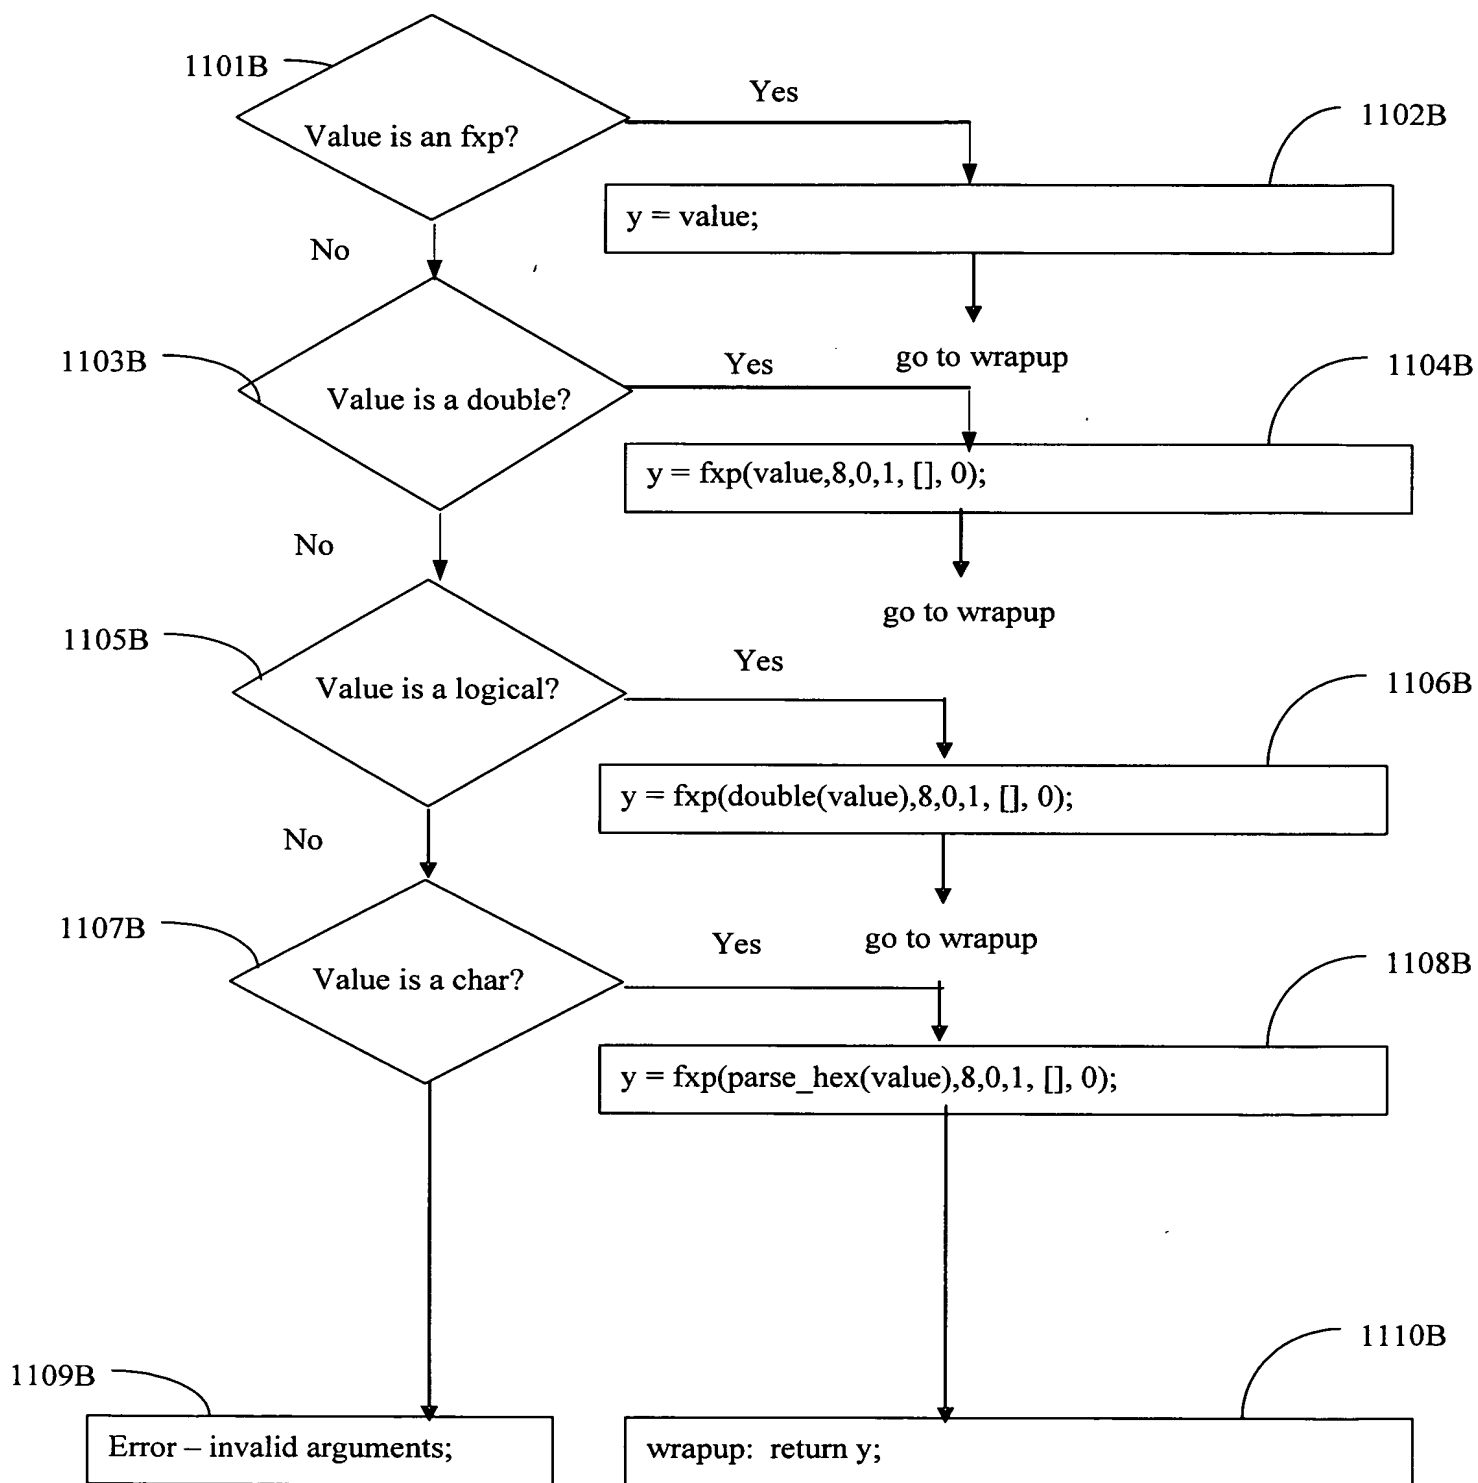 1101B
Yes
1102B
Value is an fxp?
y = value;
No
1103B
Yes
go to wrapup
1104B
Value is a double?
y = fxp(value,8,0,1, [], 0);
No
go to wrapup
1105B
Yes
1106B
Value is a logical?
y = fxp(double(value),8,0,1, [], 0);
No
1107B
Yes
go to wrapup
1108B
Value is a char?
y = fxp(parse_hex(value),8,0,1, [], 0);
1110B
1109B
Error – invalid arguments;
wrapup: return y;